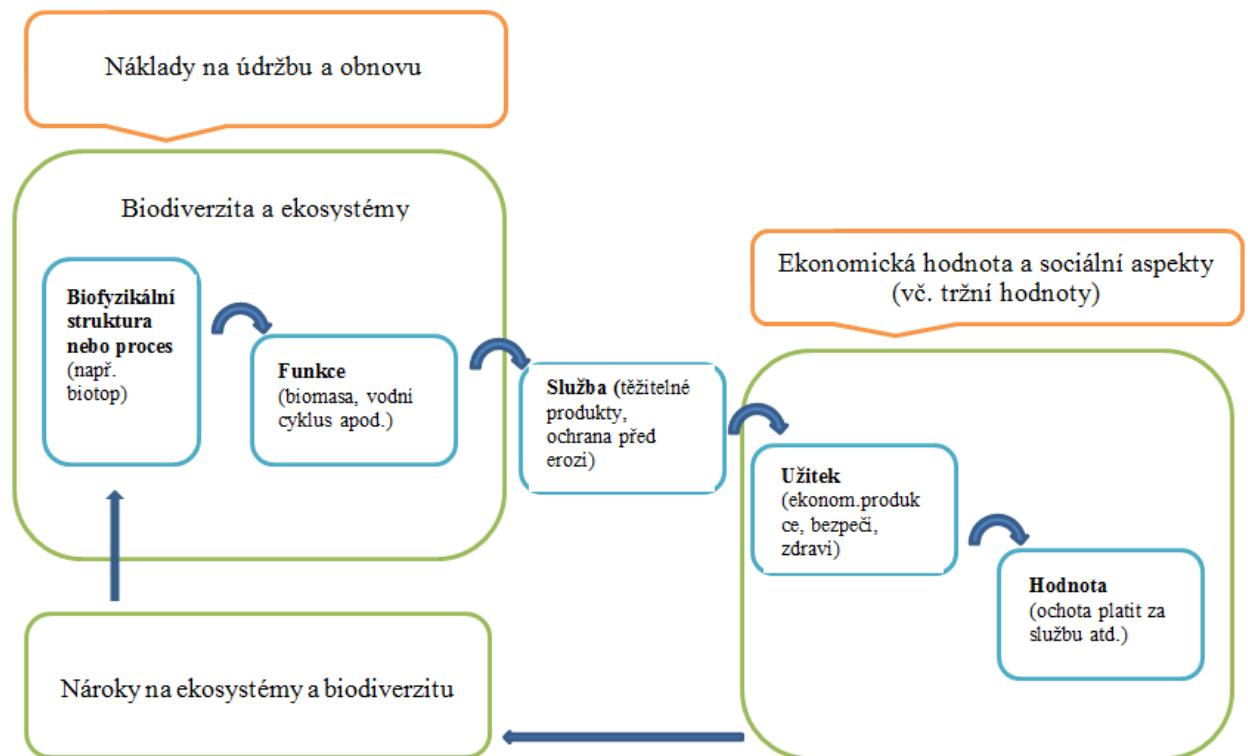 Náklady na údržbu a obnovu
Biodiverzita a ekosystémy
Biofyzikální
struktura
nebo proces
(např.
biotop)
Funkce
(biomasa, vodní
cyklus apod.)
Služba (těžitelné
produkty,
ochrana před
erozi)
Ekonomická hodnota a sociální aspekty
(vč. tržní hodnoty)
Užitek
(ekonom.produk
ce, bezpečí,
zdraví)
Hodnota
(ochota platit za
službu atd.)
Nároky na ekosystémy a biodiverzitu